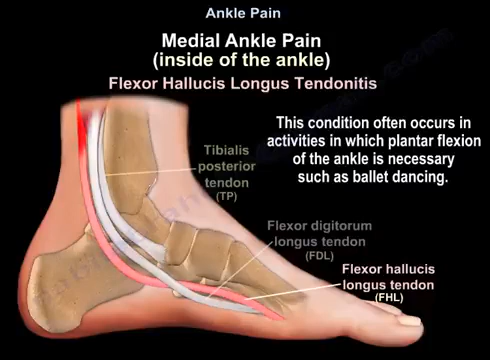 Ankle Pain
Medial Ankle Pain
(inside of the ankle)
Flexor Hallucis Longus Tendonitis
This condition often occurs in
activities in which plantar flexion
of the ankle is necessary
such as ballet dancing.
Tibialis
posterior
tendon
(TP)
Flexor digitorum
longus tendon
(FDL)
Flexor hallucis
longus tendon
(FHL)